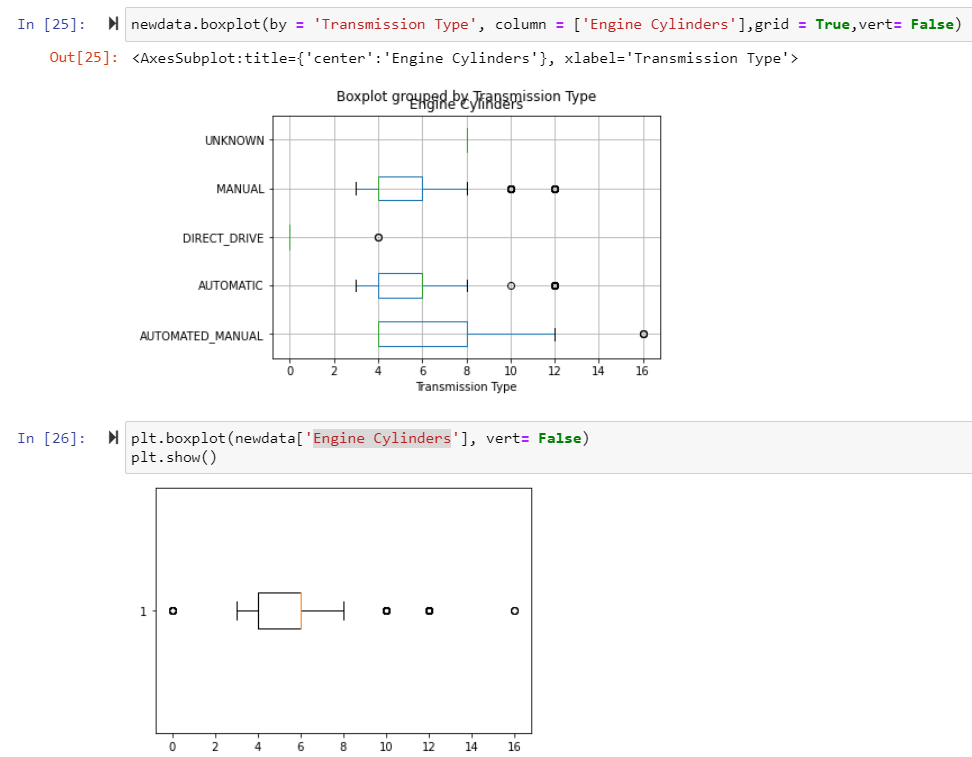 In [25]: newdata.boxplot(by = 'Transmission Type', column = ['Engine Cylinders'],grid = True,vert= False)
Out[25]: <AxesSubplot:title={'center':'Engine Cylinders'}, xlabel='Transmission Type'>
Boxplot grouped by Transmission Type
Engine Cylinders
UNKNOWN
MANUAL
DIRECT_DRIVE
AUTOMATIC
AUTOMATED_MANUAL
0 2 4 6 8 10 12 14 16
Transmission Type
In [26]: plt.boxplot(newdata['Engine Cylinders'], vert= False)
plt.show()
1
0 2 4 6 8 10 12 14 16